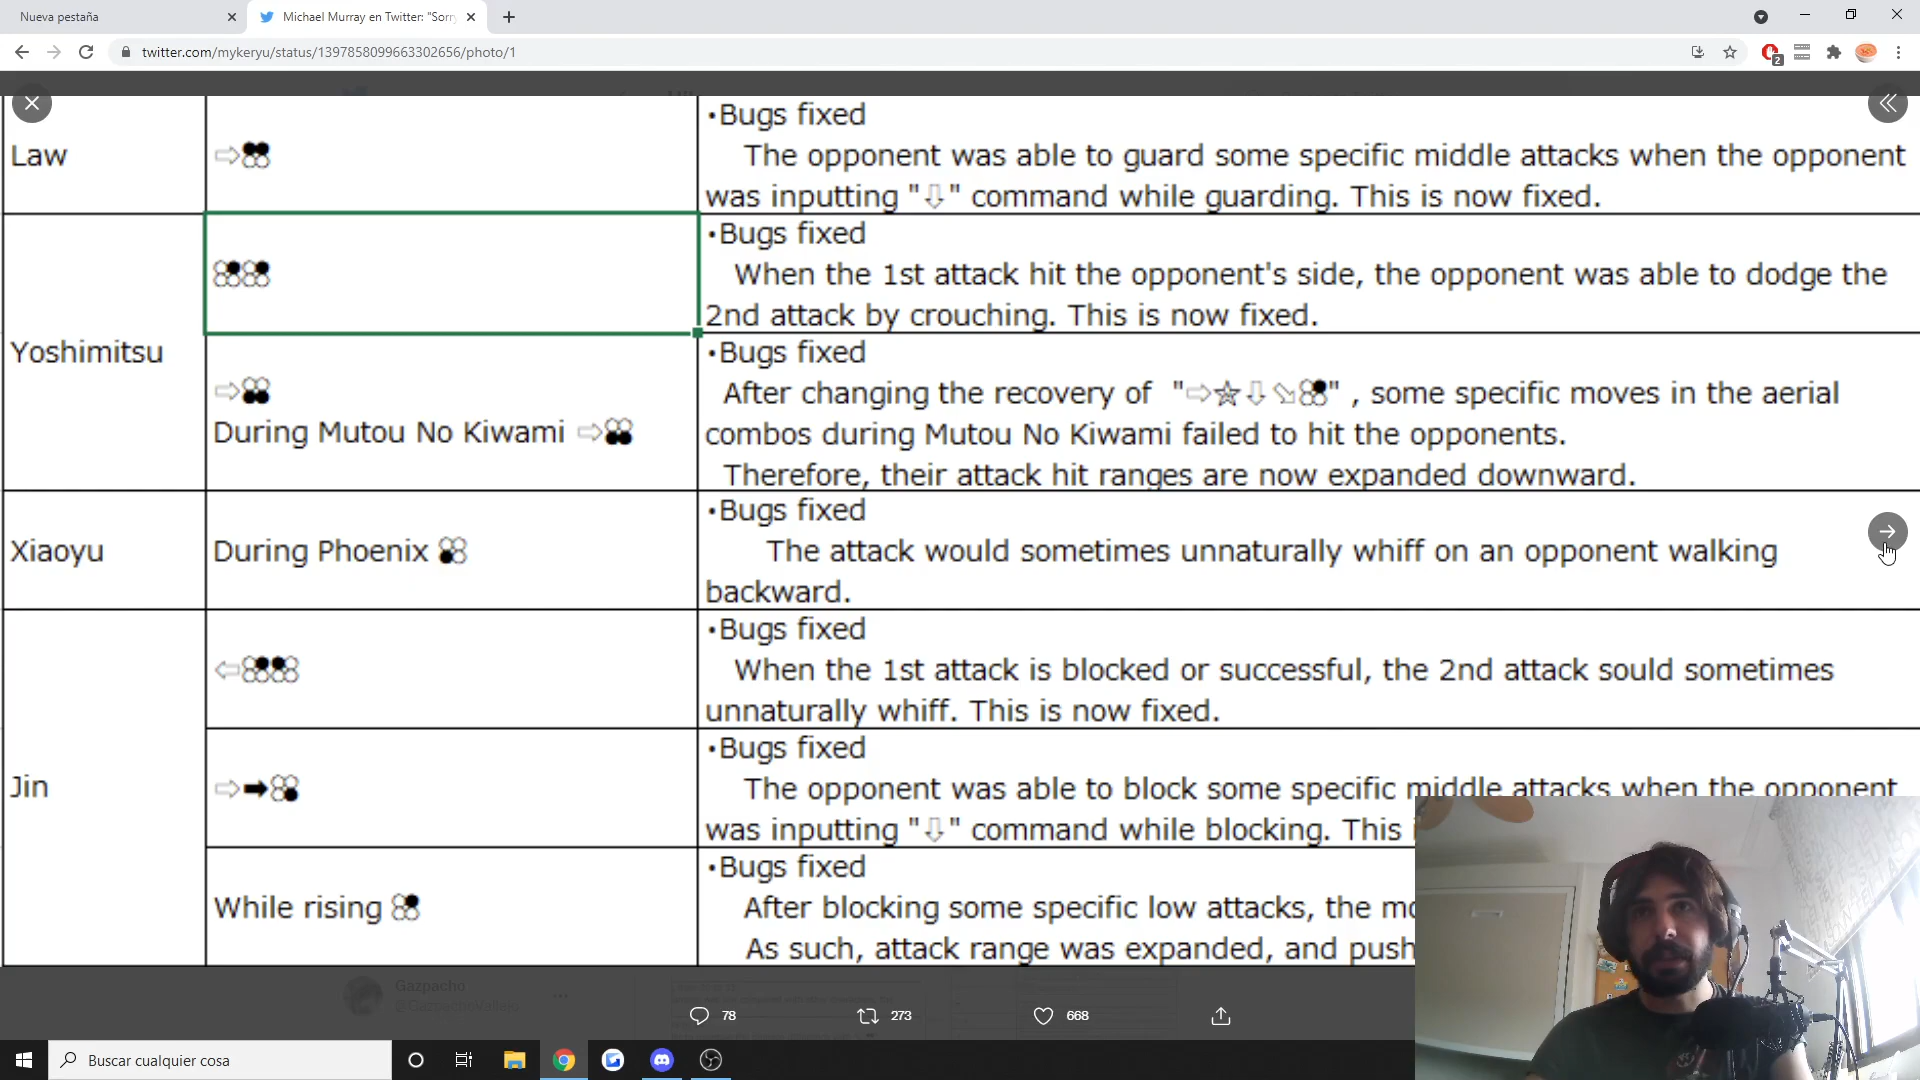 Nueva pestaña
Michael Murray en Twitter: "Sorr
twitter.com/mykeryu/status/1397858099663302656/photo/1
2
Law
•Bugs fixed
The opponent was able to guard some specific middle attacks when the opponent
was inputting "⇩" command while guarding. This is now fixed.
Yoshimitsu
•Bugs fixed
When the 1st attack hit the opponent's side, the opponent was able to dodge the
2nd attack by crouching. This is now fixed.
During Mutou No Kiwami ⇨
•Bugs fixed
After changing the recovery of "⇨☆⇩⬂", some specific moves in the aerial
combos during Mutou No Kiwami failed to hit the opponents.
Therefore, their attack hit ranges are now expanded downward.
Xiaoyu
During Phoenix
•Bugs fixed
The attack would sometimes unnaturally whiff on an opponent walking
backward.
Jin
•Bugs fixed
When the 1st attack is blocked or successful, the 2nd attack sould sometimes
unnaturally whiff. This is now fixed.
•Bugs fixed
The opponent was able to block some specific middle attacks when the opponent
was inputting "⇩" command while blocking. This
While rising
•Bugs fixed
After blocking some specific low attacks, the
As such, attack range was expanded, and push
Gazpacho
78
273
668
Buscar cualquier cosa